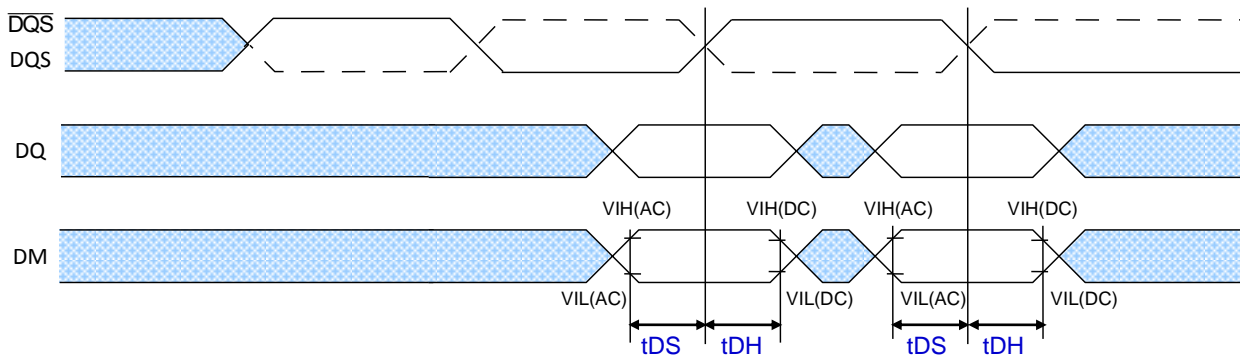 D̅Q̅S̅
DQS
DQ
VIH(AC) VIH(DC) VIH(AC) VIH(DC)
DM
VIL(AC) VIL(DC) VIL(AC) VIL(DC)
tDS tDH tDS tDH